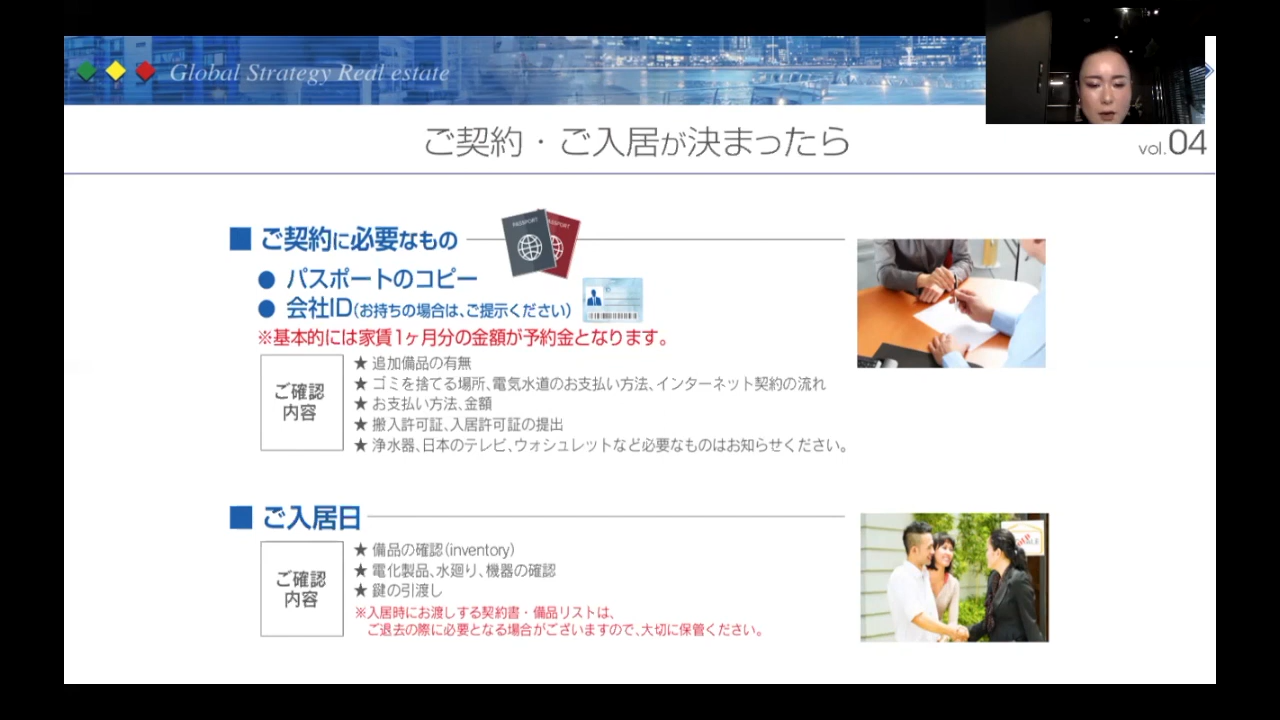 Global Strategy Real estate
ご契約・ご入居が決まったら
vol.04
■ ご契約に必要なもの
PASSPORT
PASSPORT
● パスポートのコピー
● 会社ID(お持ちの場合は、ご提示ください)
※基本的には家賃1ヶ月分の金額が予約金となります。
ご確認
内容
★ 追加備品の有無
★ ゴミを捨てる場所、電気水道のお支払い方法、インターネット契約の流れ
★ お支払い方法、金額
★ 搬入許可証、入居許可証の提出
★ 浄水器、日本のテレビ、ウォシュレットなど必要なものはお知らせください。
■ ご入居日
ご確認
内容
★ 備品の確認(inventory)
★ 電化製品、水廻り、機器の確認
★ 鍵の引渡し
※入居時にお渡しする契約書・備品リストは、
ご退去の際に必要となる場合がございますので、大切に保管ください。